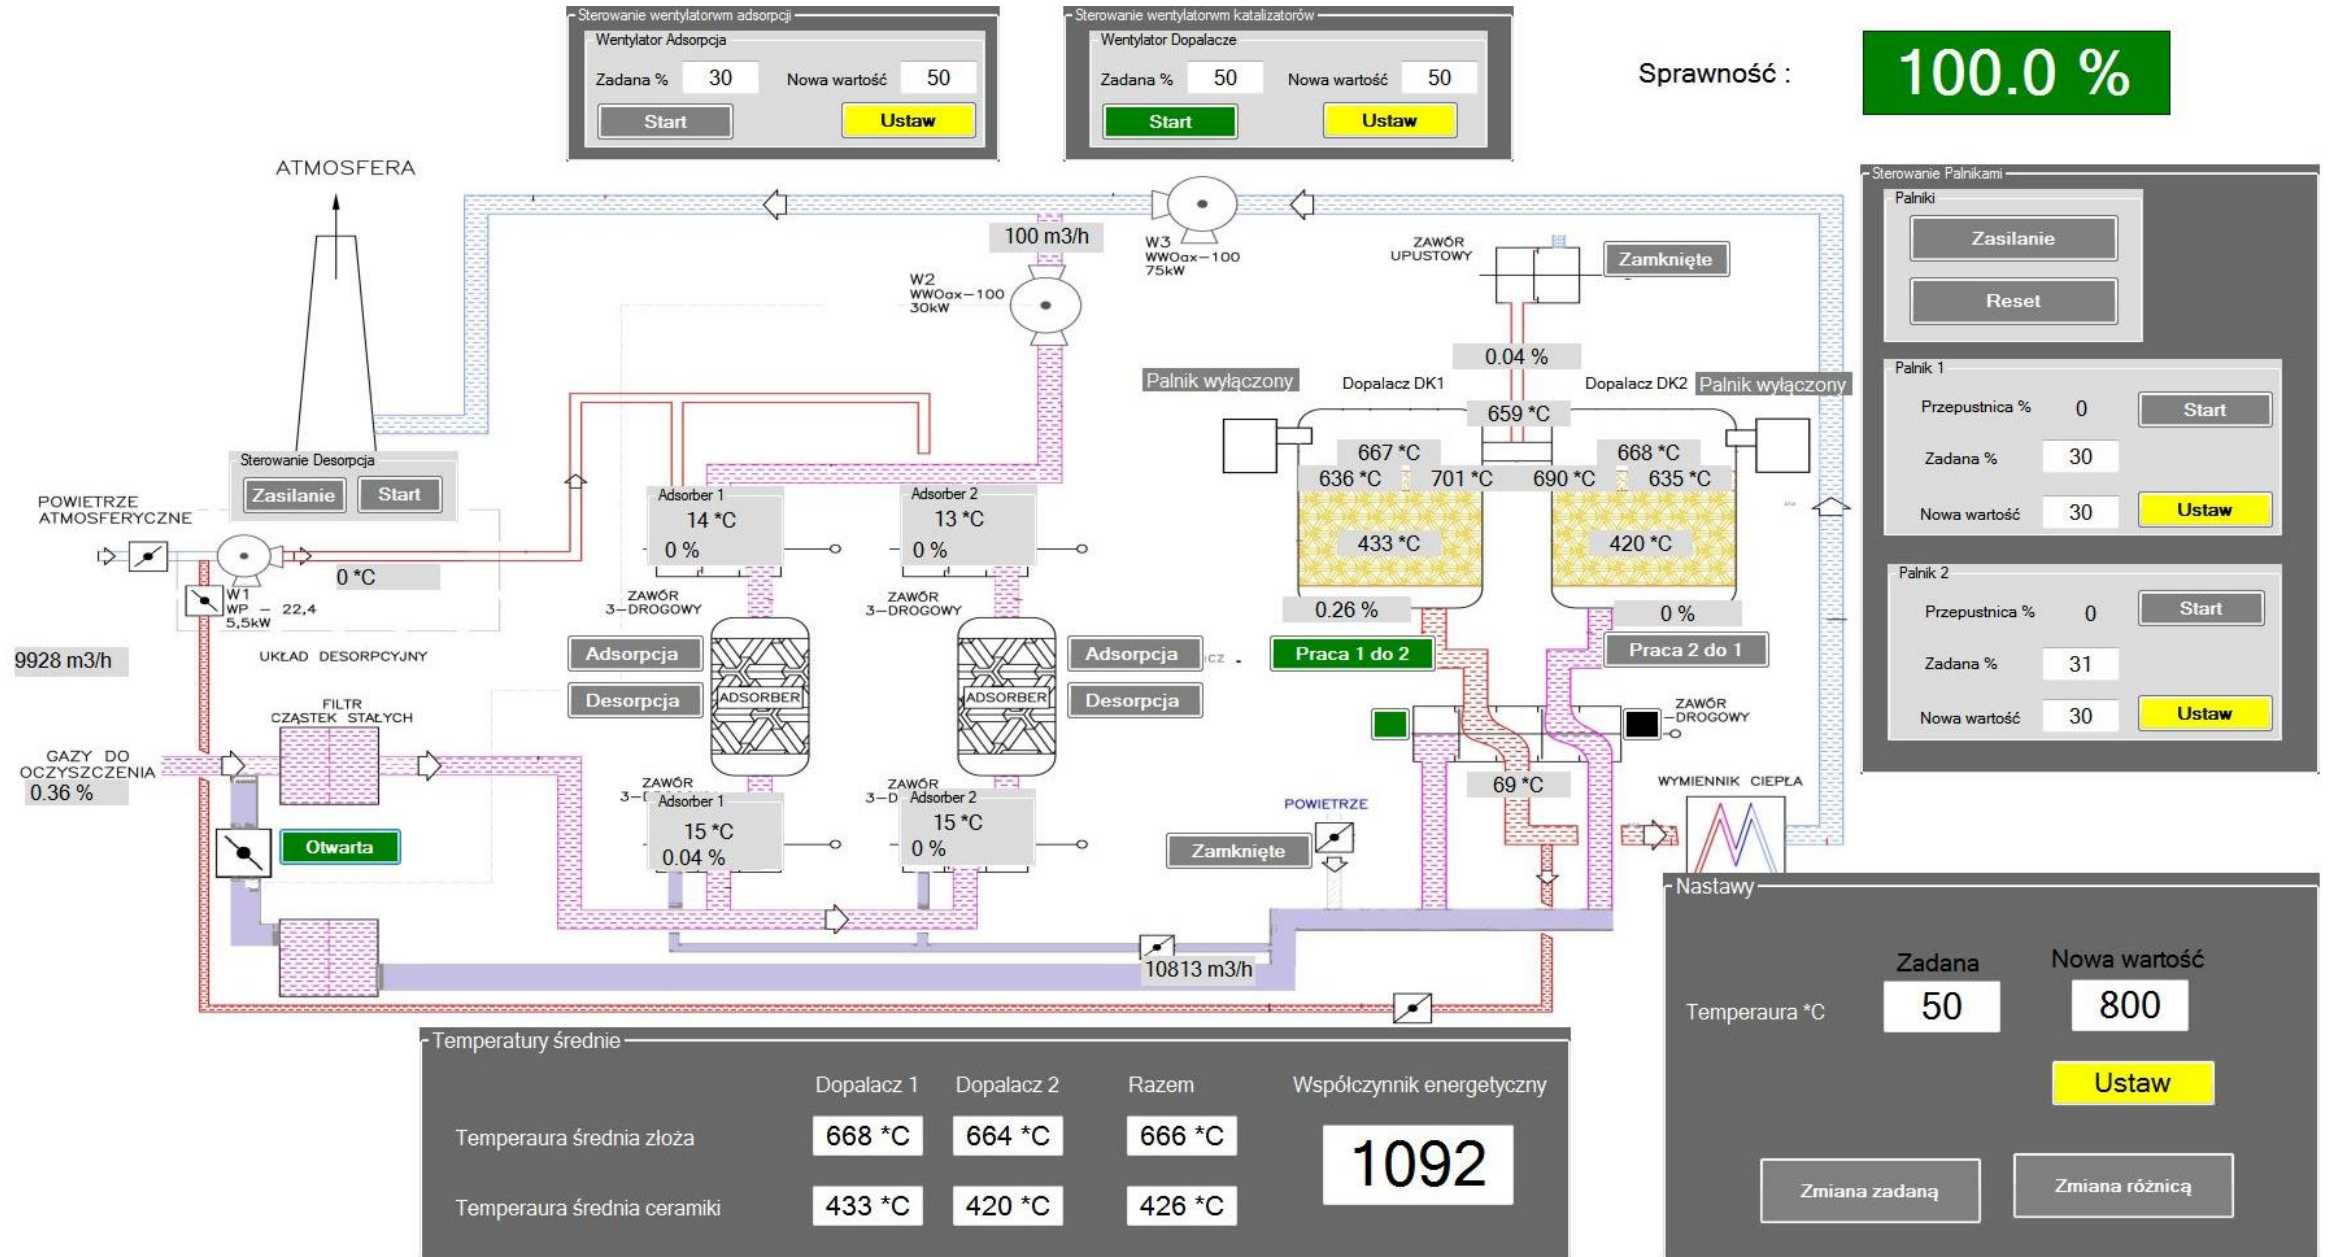 Sterowanie wentylatorwm adsorpcji
Wentylator Adsorpcja
Zadana % 30 Nowa wartość 50
Start Ustaw
Sterowanie wentylatorwm katalizatorów
Wentylator Dopalacze
Zadana % 50 Nowa wartość 50
Start Ustaw
Sprawność : 100.0 %
ATMOSFERA
100 m3/h
W3
WWOax-100
75kW
W2
WWOax-100
30kW
ZAWÓR
UPUSTOWY
Zamknięte
0.04 %
Palnik wyłączony
Dopalacz DK1
Dopalacz DK2
Palnik wyłączony
659 *C
667 *C
668 *C
636 *C
701 *C
690 *C
635 *C
433 *C
420 *C
0.26 %
0 %
Praca 1 do 2
Praca 2 do 1
Sterowanie Palnikami
Palniki
Zasilanie
Reset
Palnik 1
Przepustnica % 0 Start
Zadana % 30
Nowa wartość 30 Ustaw
Palnik 2
Przepustnica % 0 Start
Zadana % 31
Nowa wartość 30 Ustaw
Sterowanie Desorpcja
Zasilanie Start
POWIETRZE
ATMOSFERYCZNE
0 *C
W1
WP - 22,4
5,5kW
UKŁAD DESORPCYJNY
9928 m3/h
Adsorber 1
14 *C
0 %
Adsorber 2
13 *C
0 %
ZAWÓR
3-DROGOWY
ZAWÓR
3-DROGOWY
Adsorpcja
Desorpcja
ADSORBER
ADSORBER
Adsorpcja
Desorpcja
CZ
FILTR
CZĄSTEK STAŁYCH
GAZY DO
OCZYSZCZENIA
0.36 %
Otwarta
ZAWÓR
3-D
Adsorber 1
15 *C
0.04 %
ZAWÓR
3-D
Adsorber 2
15 *C
0 %
ZAWÓR
-DROGOWY
69 *C
POWIETRZE
Zamknięte
WYMIENNIK CIEPŁA
10813 m3/h
Temperatury średnie
Dopalacz 1 Dopalacz 2 Razem Współczynnik energetyczny
Temperaura średnia złoża 668 *C 664 *C 666 *C
1092
Temperaura średnia ceramiki 433 *C 420 *C 426 *C
Nastawy
Zadana Nowa wartość
Temperaura *C 50 800
Ustaw
Zmiana zadaną Zmiana różnicą